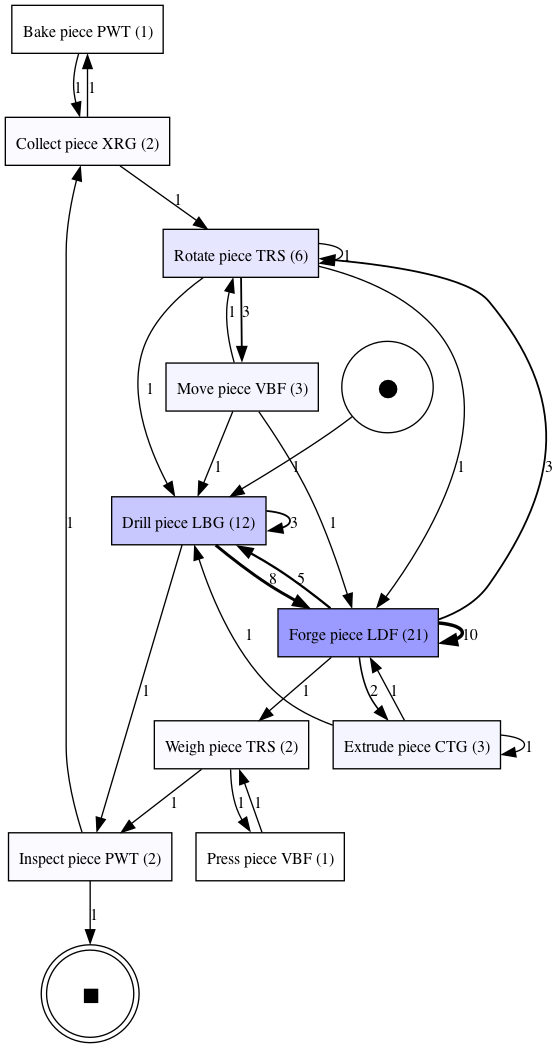 Bake piece PWT (1)
1 1
Collect piece XRG (2)
1
Rotate piece TRS (6)
1
1 3
Move piece VBF (3)
1
1
1
1
3
1
1
Drill piece LBG (12)
3
8
5
Forge piece LDF (21)
10
1
1
1
2
1
Weigh piece TRS (2)
Extrude piece CTG (3)
1
1
1
1
1
Inspect piece PWT (2)
Press piece VBF (1)
1